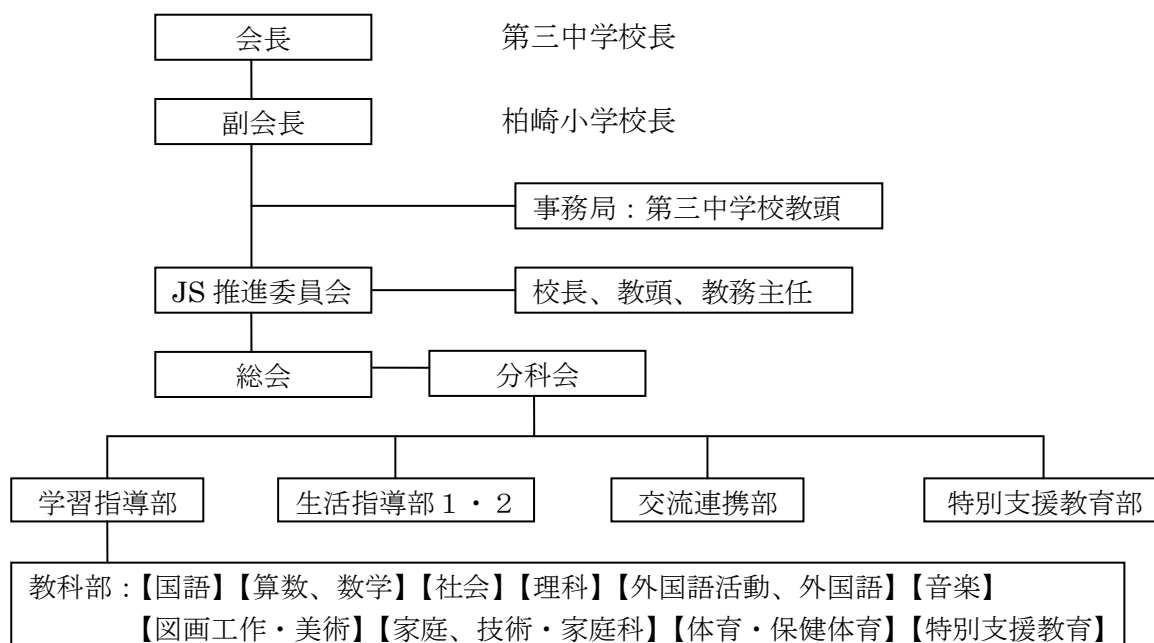 会長 第三中学校長
副会長 柏崎小学校長
事務局：第三中学校教頭
JS 推進委員会 校長、教頭、教務主任
総会 分科会
学習指導部 生活指導部１・２ 交流連携部 特別支援教育部
教科部：【国語】【算数、数学】【社会】【理科】【外国語活動、外国語】【音楽】
【図画工作・美術】【家庭、技術・家庭科】【体育・保健体育】【特別支援教育】